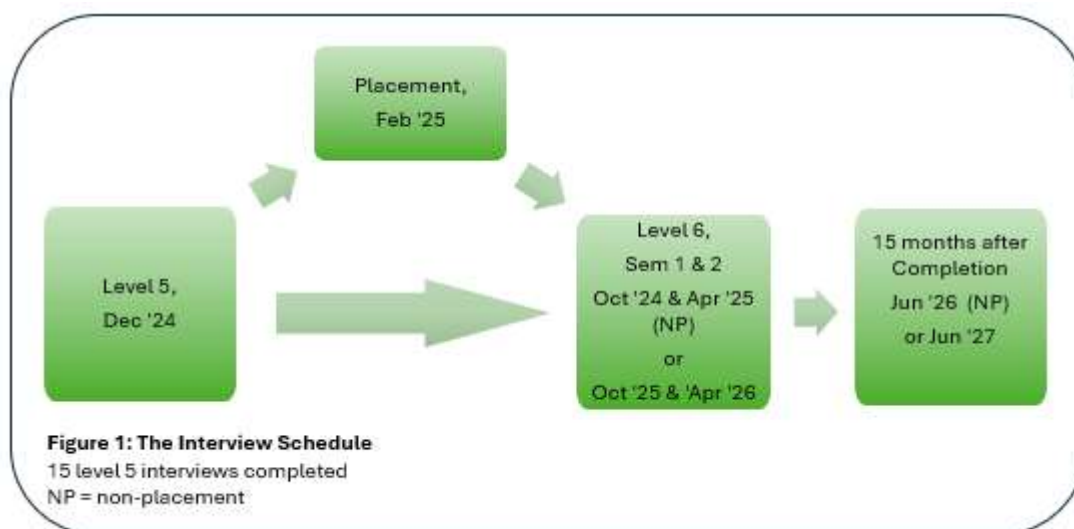 Placement,
Feb '25
Level 5,
Dec '24
Level 6,
Sem 1 & 2
Oct '24 & Apr '25
(NP)
or
Oct '25 & 'Apr '26
15 months after
Completion
Jun '26 (NP)
or Jun '27
Figure 1: The Interview Schedule
15 level 5 interviews completed
NP = non-placement